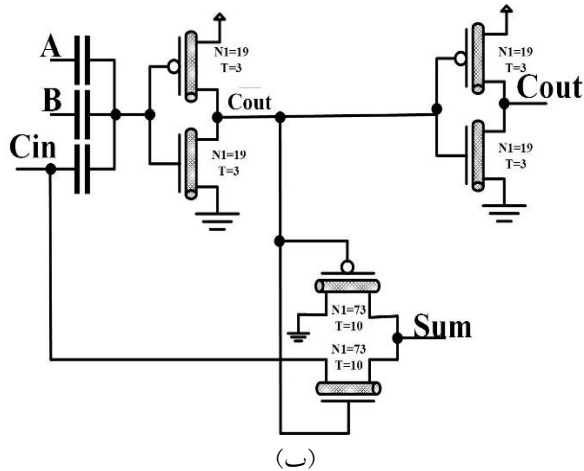 A
B
Cin
N1=19
T=3
Cout
N1=19
T=3
N1=19
T=3
Cout
N1=19
T=3
N1=73
T=10
Sum
N1=73
T=10
(ب)